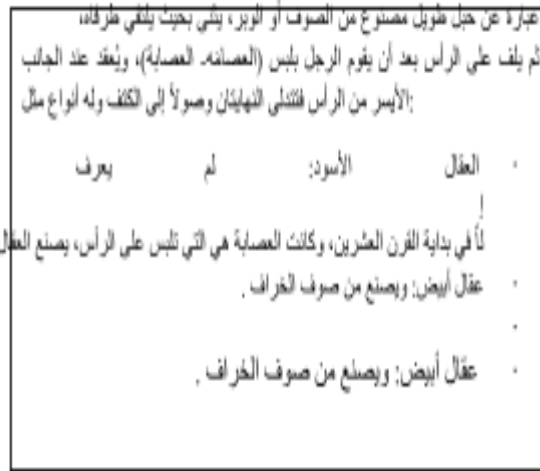 عبارة عن حبل طويل مصنوع من الصوف أو الوبر، يثنى بحيث يلتقي طرفاه،
ثم يلف على الرأس بعد أن يقوم الرجل بلبس (العصائه- العصابة)، ويُعقد عند الجانب
الأيسر من الرأس فتتدلى النهايتان وصولاً إلى الكتف وله أنواع مثل:
· العقال الأسود: لم يعرف
إ
لاّ في بداية القرن العشرين، وكانت العصابة هي التي تلبس على الرأس، يصنع العقال
· عقال أبيض: ويصنع من صوف الخراف .
·
· عقال أبيض: ويصنع من صوف الخراف .